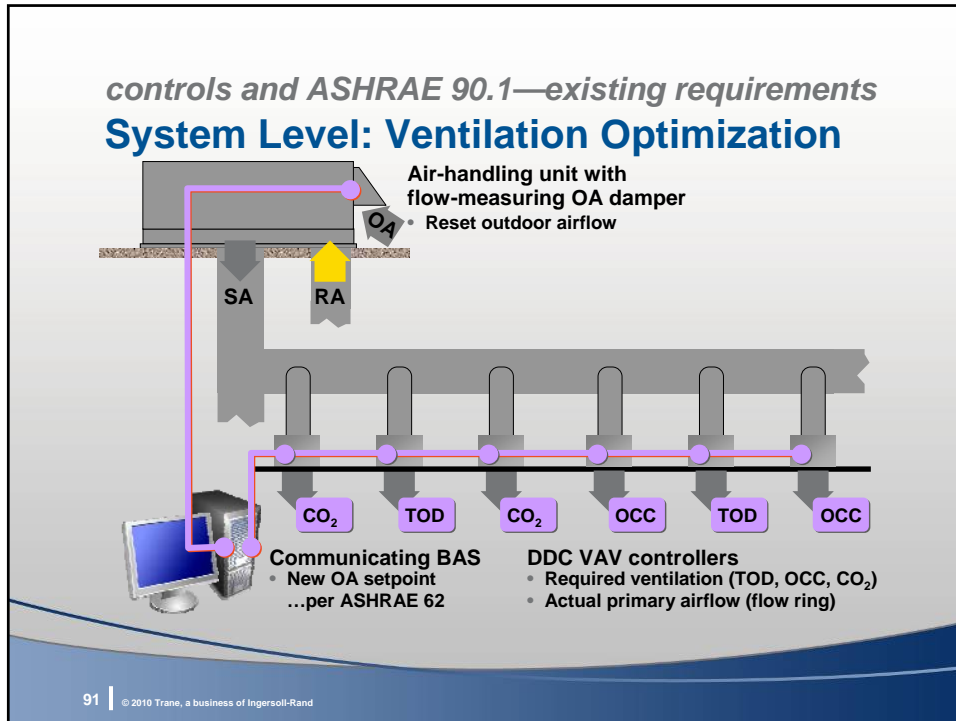 controls and ASHRAE 90.1—existing requirements
System Level: Ventilation Optimization
Air-handling unit with
flow-measuring OA damper
• Reset outdoor airflow
OA
SA
RA
CO₂
TOD
CO₂
OCC
TOD
OCC
Communicating BAS
• New OA setpoint
…per ASHRAE 62
DDC VAV controllers
• Required ventilation (TOD, OCC, CO₂)
• Actual primary airflow (flow ring)
91 © 2010 Trane, a business of Ingersoll-Rand